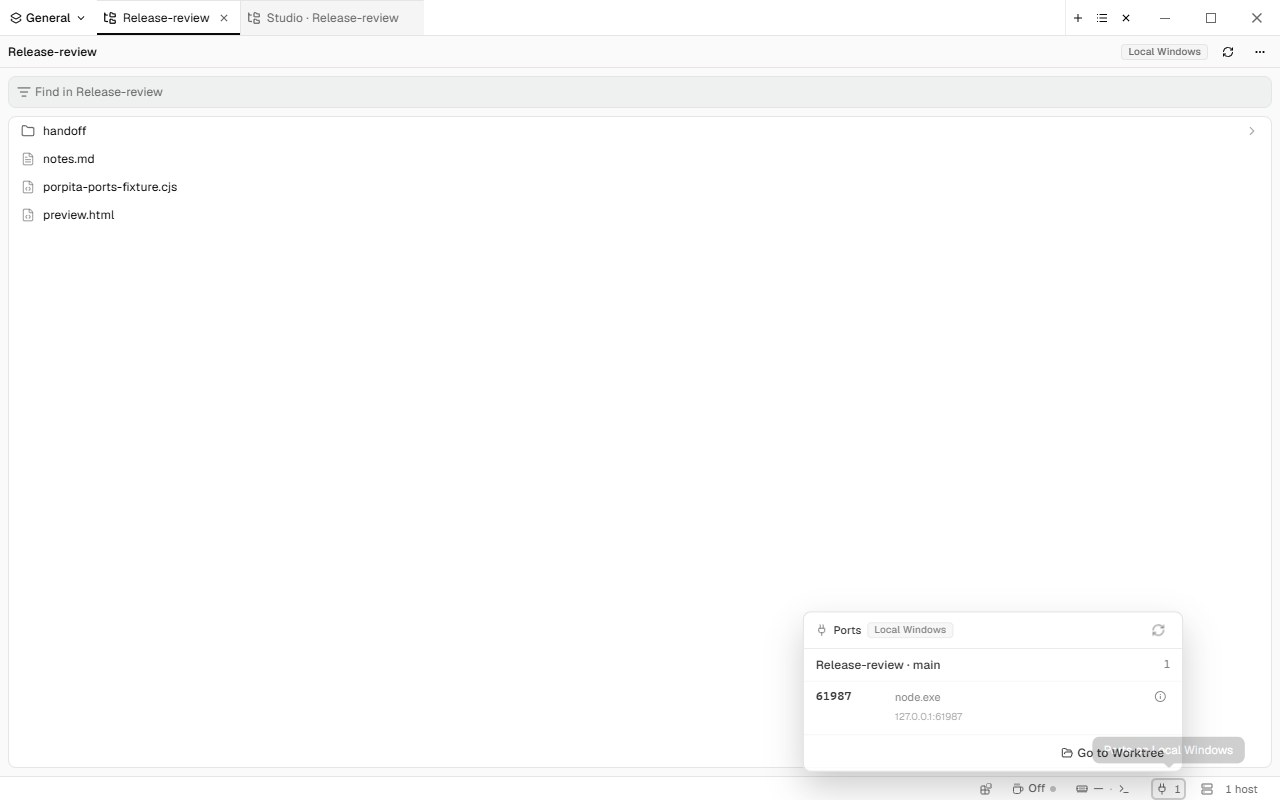 General
Release-review
Studio · Release-review
Release-review
Local Windows
Find in Release-review
handoff
notes.md
porpita-ports-fixture.cjs
preview.html
Ports
Local Windows
Release-review · main
1
61987
node.exe
127.0.0.1:61987
Go to Worktree
Local Windows
Off
1
1 host